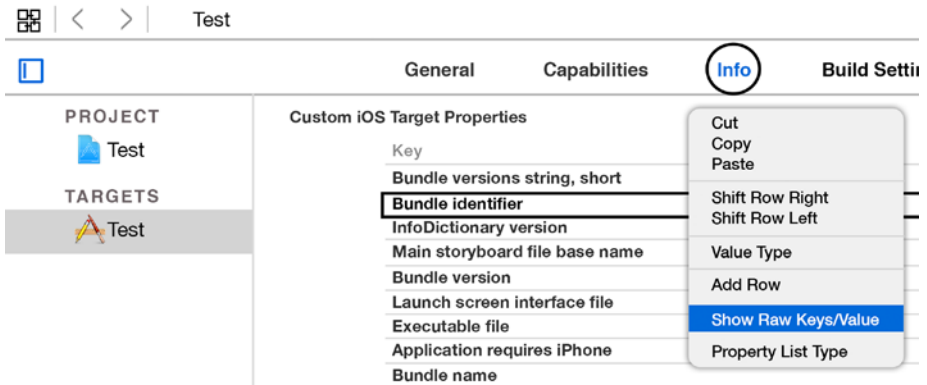 Test
General Capabilities Info Build Settin
PROJECT
Test
TARGETS
Test
Custom iOS Target Properties
Key
Bundle versions string, short
Bundle identifier
InfoDictionary version
Main storyboard file base name
Bundle version
Launch screen interface file
Executable file
Application requires iPhone
Bundle name
Cut
Copy
Paste
Shift Row Right
Shift Row Left
Value Type
Add Row
Show Raw Keys/Value
Property List Type